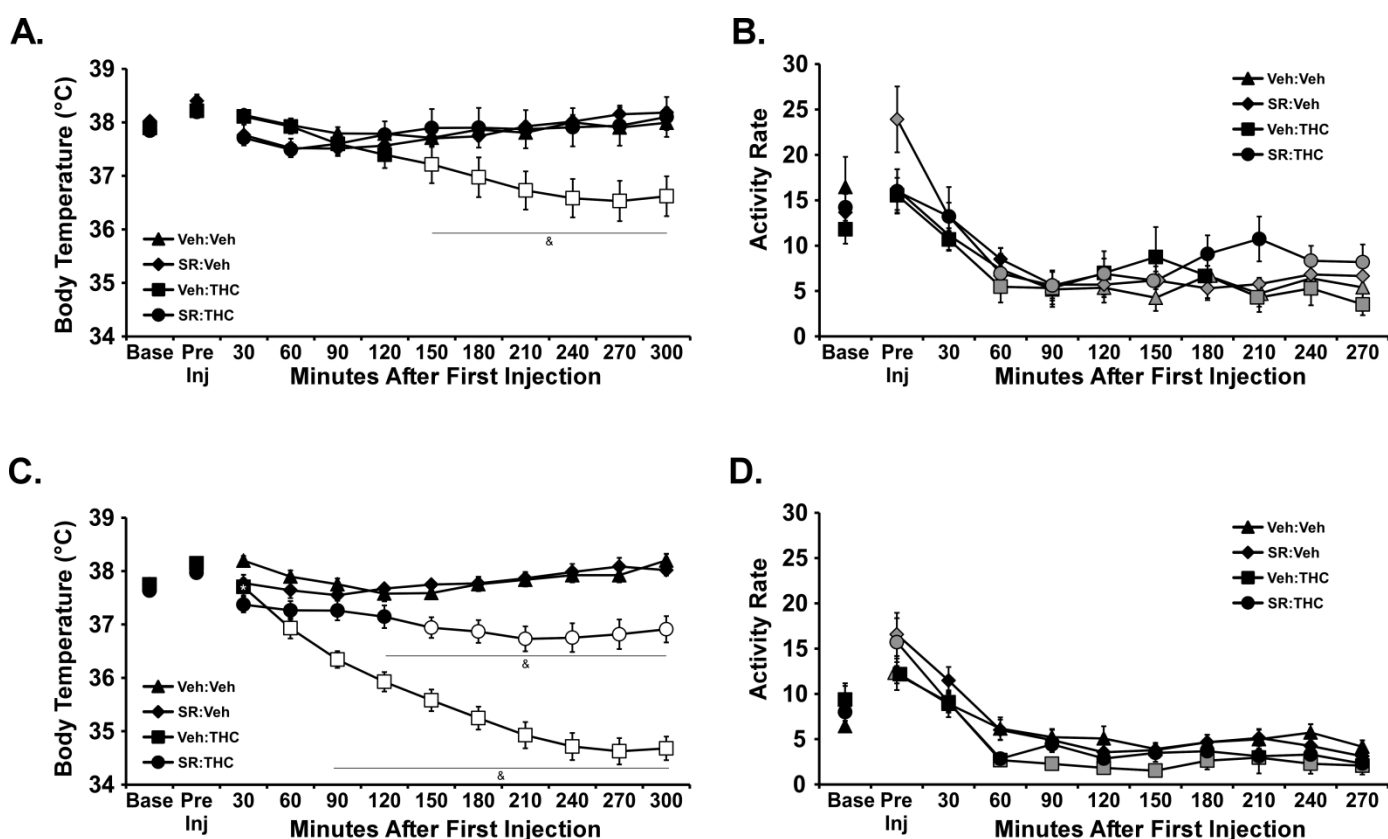 A.
39
38
37
36
35
34
Body Temperature (°C)
Veh:Veh
SR:Veh
Veh:THC
SR:THC
&
Base Pre 30 60 90 120 150 180 210 240 270 300
Inj Minutes After First Injection
B.
30
25
20
15
10
5
0
Activity Rate
Veh:Veh
SR:Veh
Veh:THC
SR:THC
Base Pre 30 60 90 120 150 180 210 240 270
Inj Minutes After First Injection
C.
39
38
37
36
35
34
Body Temperature (°C)
Veh:Veh
SR:Veh
Veh:THC
SR:THC
&
&
Base Pre 30 60 90 120 150 180 210 240 270 300
Inj Minutes After First Injection
D.
30
25
20
15
10
5
0
Activity Rate
Veh:Veh
SR:Veh
Veh:THC
SR:THC
Base Pre 30 60 90 120 150 180 210 240 270
Inj Minutes After First Injection